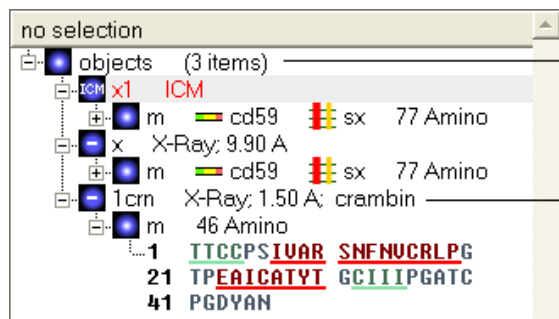 no selection
objects (3 items)
ICM x1 ICM
m cd59 sx 77 Amino
x X-Ray; 9.90 A
m cd59 sx 77 Amino
1crn X-Ray; 1.50 A; crambin
m 46 Amino
1 TTCCPSIVAR SNFNVCRLPG
21 TPEAICATYT GCIIIPGATC
41 PGDYAN